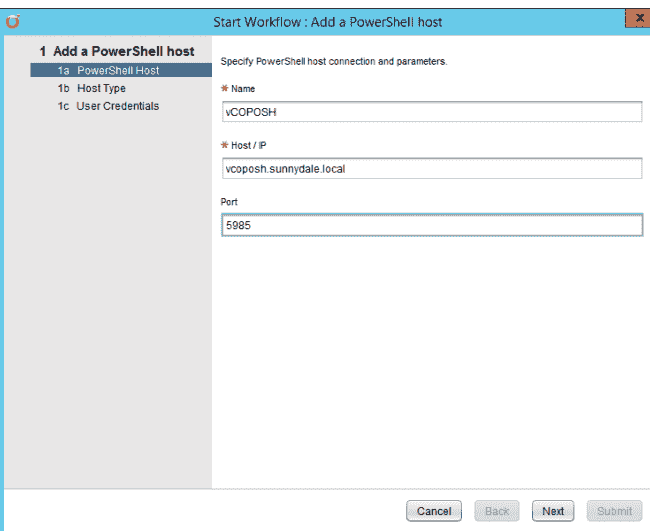 Start Workflow : Add a PowerShell host
x
1 Add a PowerShell host
1a PowerShell Host
1b Host Type
1c User Credentials
Specify PowerShell host connection and parameters.
* Name
vCOPOSH
* Host / IP
vcoposh.sunnydale.local
Port
5985
Cancel Back Next Submit